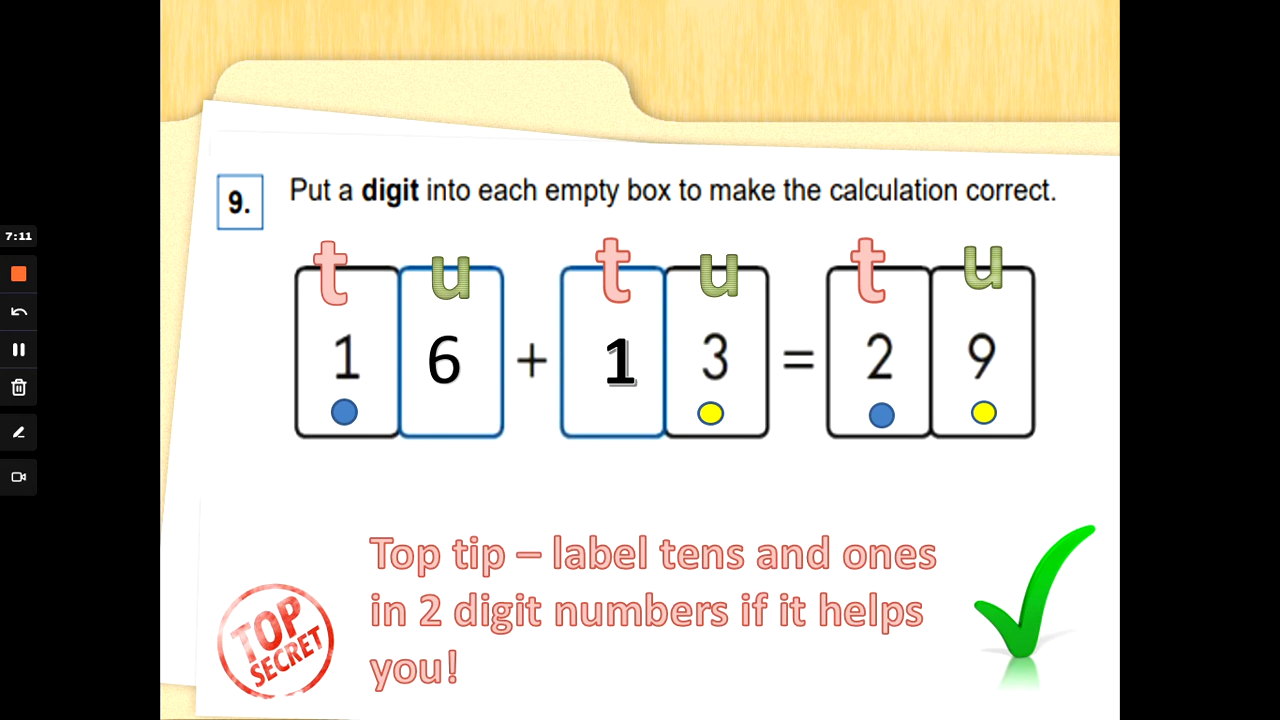 9. Put a digit into each empty box to make the calculation correct.
t u t u t u
1 6 + 1 3 = 2 9
Top tip – label tens and ones
in 2 digit numbers if it helps
you!
TOP
SECRET
7:11